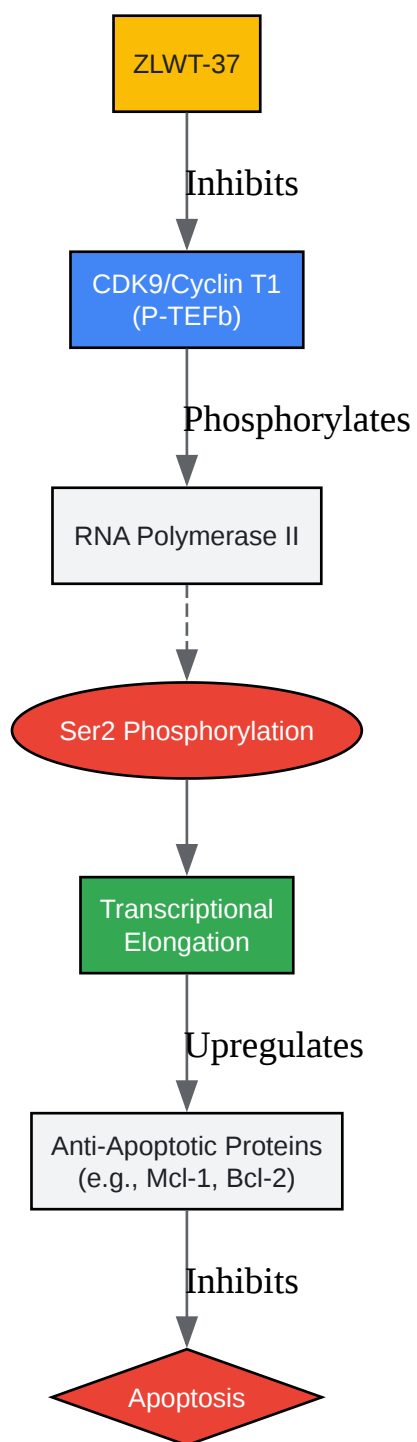 ZLWT-37
Inhibits
CDK9/Cyclin T1
(P-TEFb)
Phosphorylates
RNA Polymerase II
Ser2 Phosphorylation
Transcriptional
Elongation
Upregulates
Anti-Apoptotic Proteins
(e.g., Mcl-1, Bcl-2)
Inhibits
Apoptosis